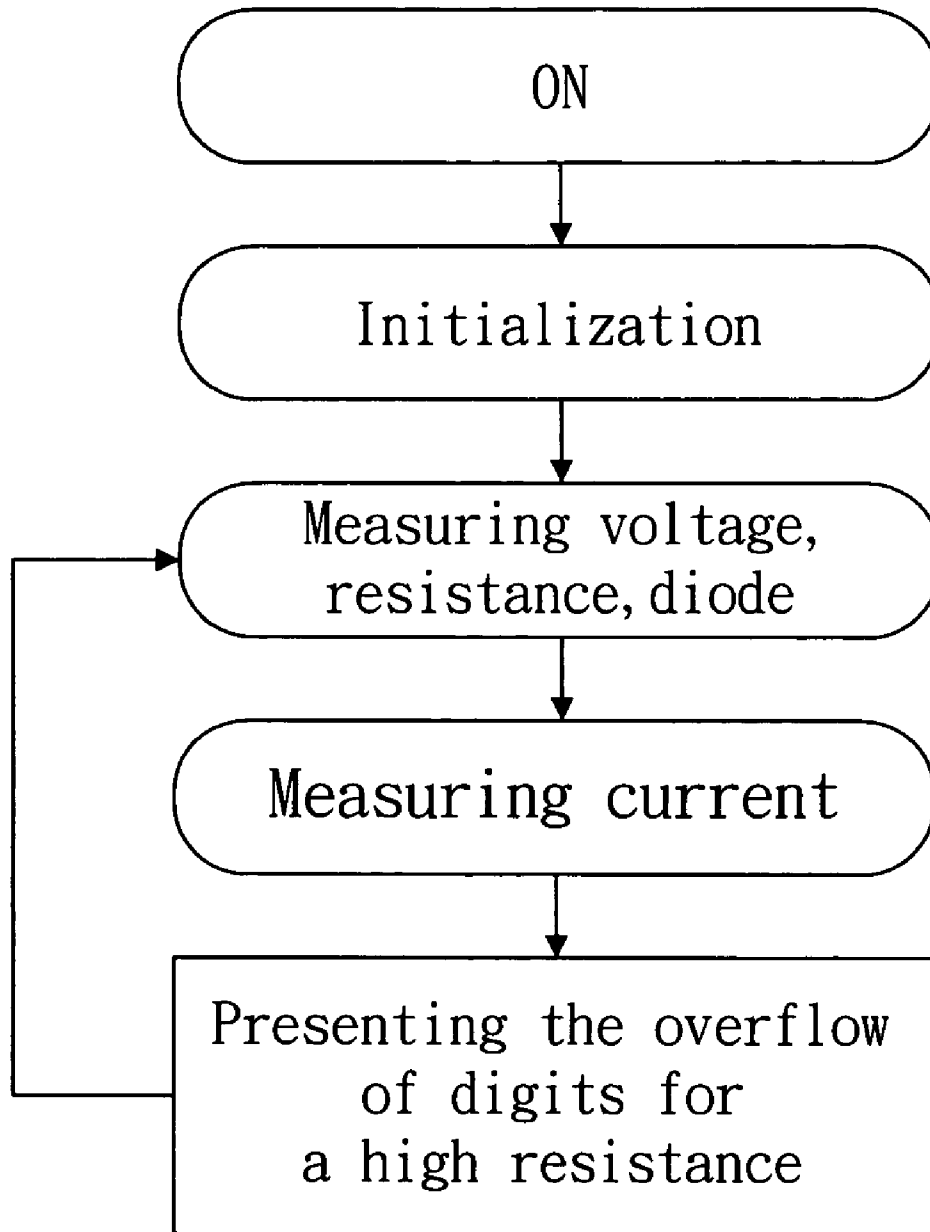 ON
Initialization
Measuring voltage,
resistance, diode
Measuring current
Presenting the overflow
of digits for
a high resistance